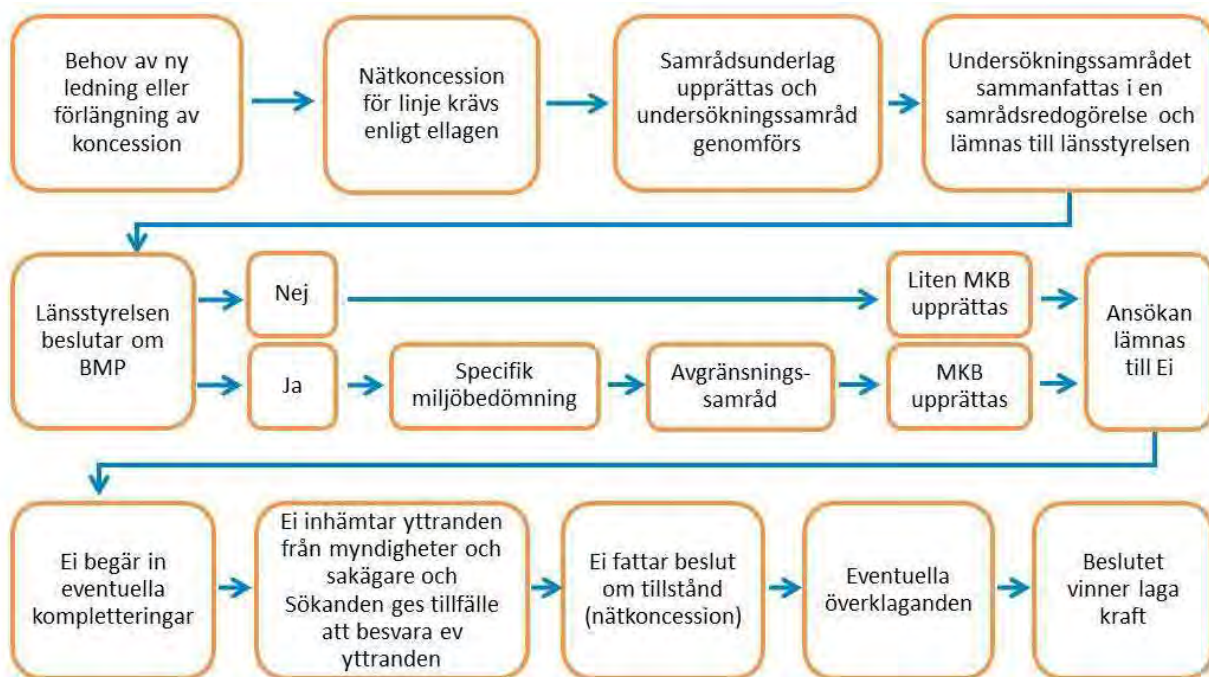 Behov av ny
ledning eller
förlängning av
koncession
Nätkoncession
för linje krävs
enligt ellagen
Samrådsunderlag
upprättas och
undersökningssamråd
genomförs
Undersökningssamrådet
sammanfattas i en
samrådsredogörelse och
lämnas till länsstyrelsen
Länsstyrelsen
beslutar om
BMP
Nej
Liten MKB
upprättas
Ja
Specifik
miljöbedömning
Avgränsnings-
samråd
MKB
upprättas
Ansökan
lämnas
till Ei
Ei begär in
eventuella
kompletteringar
Ei inhämtar yttranden
från myndigheter och
sakägare och
Sökanden ges tillfälle
att besvara ev
yttranden
Ei fattar beslut
om tillstånd
(nätkoncession)
Eventuella
överklaganden
Beslutet
vinner laga
kraft